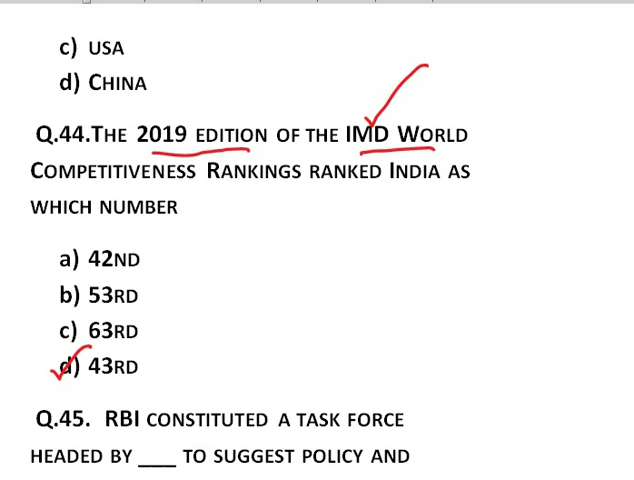 c) USA
d) CHINA
Q.44.THE 2019 EDITION OF THE IMD WORLD
COMPETITIVENESS RANKINGS RANKED INDIA AS
WHICH NUMBER
a) 42ND
b) 53RD
c) 63RD
d) 43RD
Q.45. RBI CONSTITUTED A TASK FORCE
HEADED BY ___ TO SUGGEST POLICY AND